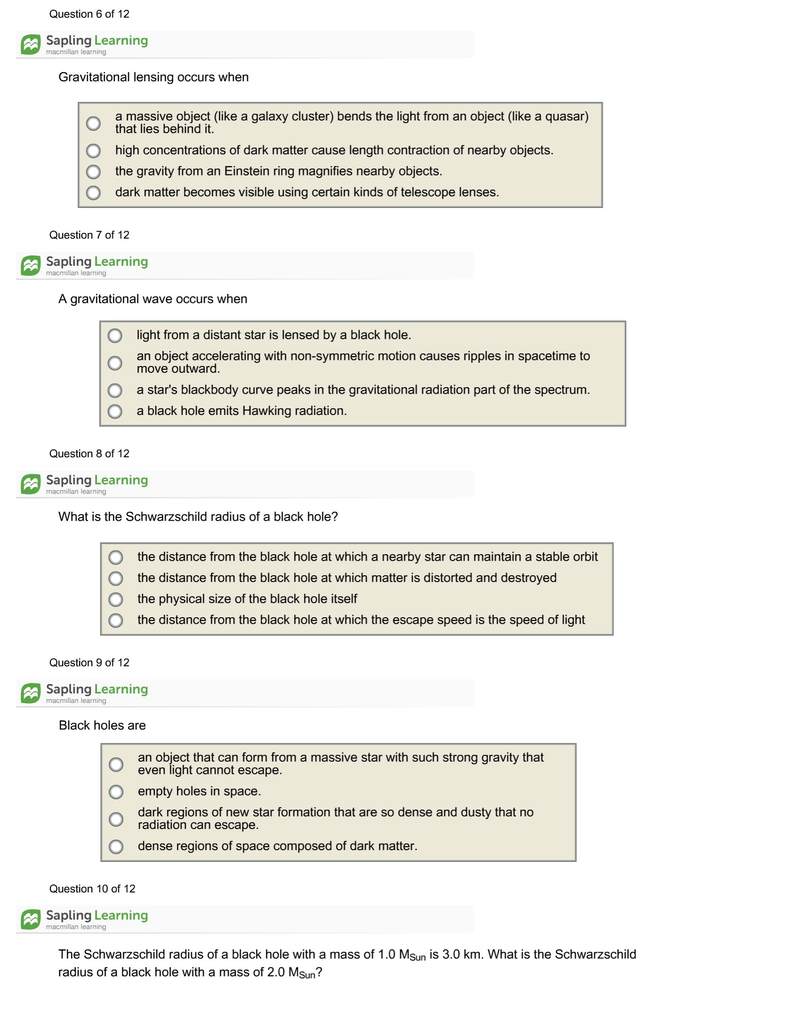 Question 6 of 12
Sapling Learning
macmillan learning
Gravitational lensing occurs when
a massive object (like a galaxy cluster) bends the light from an object (like a quasar)
that lies behind it.
high concentrations of dark matter cause length contraction of nearby objects.
the gravity from an Einstein ring magnifies nearby objects.
dark matter becomes visible using certain kinds of telescope lenses.
Question 7 of 12
Sapling Learning
macmillan learning
A gravitational wave occurs when
light from a distant star is lensed by a black hole.
an object accelerating with non-symmetric motion causes ripples in spacetime to
move outward.
a star's blackbody curve peaks in the gravitational radiation part of the spectrum.
a black hole emits Hawking radiation.
Question 8 of 12
Sapling Learning
macmillan learning
What is the Schwarzschild radius of a black hole?
the distance from the black hole at which a nearby star can maintain a stable orbit
the distance from the black hole at which matter is distorted and destroyed
the physical size of the black hole itself
the distance from the black hole at which the escape speed is the speed of light
Question 9 of 12
Sapling Learning
macmillan learning
Black holes are
an object that can form from a massive star with such strong gravity that
even light cannot escape.
empty holes in space.
dark regions of new star formation that are so dense and dusty that no
radiation can escape.
dense regions of space composed of dark matter.
Question 10 of 12
Sapling Learning
macmillan learning
The Schwarzschild radius of a black hole with a mass of 1.0 MSun is 3.0 km. What is the Schwarzschild
radius of a black hole with a mass of 2.0 MSun?